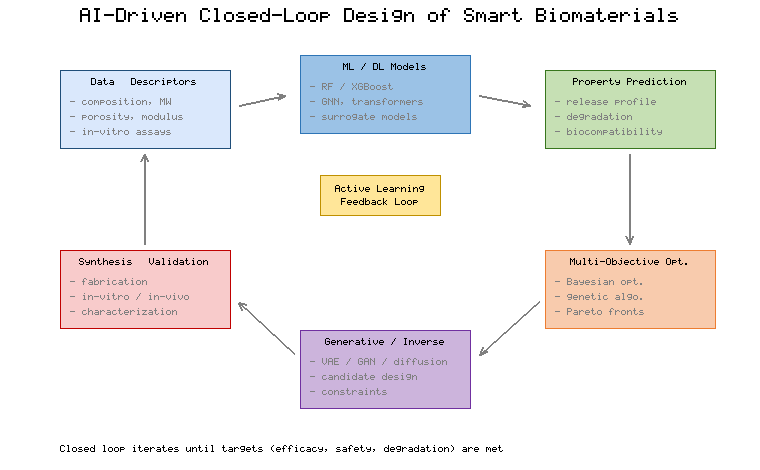 AI-Driven Closed-Loop Design of Smart Biomaterials
Data  Descriptors
- composition, MW
- porosity, modulus
- in-vitro assays
ML / DL Models
- RF / XGBoost
- GNN, transformers
- surrogate models
Property Prediction
- release profile
- degradation
- biocompatibility
Active Learning
Feedback Loop
Synthesis  Validation
- fabrication
- in-vitro / in-vivo
- characterization
Multi-Objective Opt.
- Bayesian opt.
- genetic algo.
- Pareto fronts
Generative / Inverse
- VAE / GAN / diffusion
- candidate design
- constraints
Closed loop iterates until targets (efficacy, safety, degradation) are met